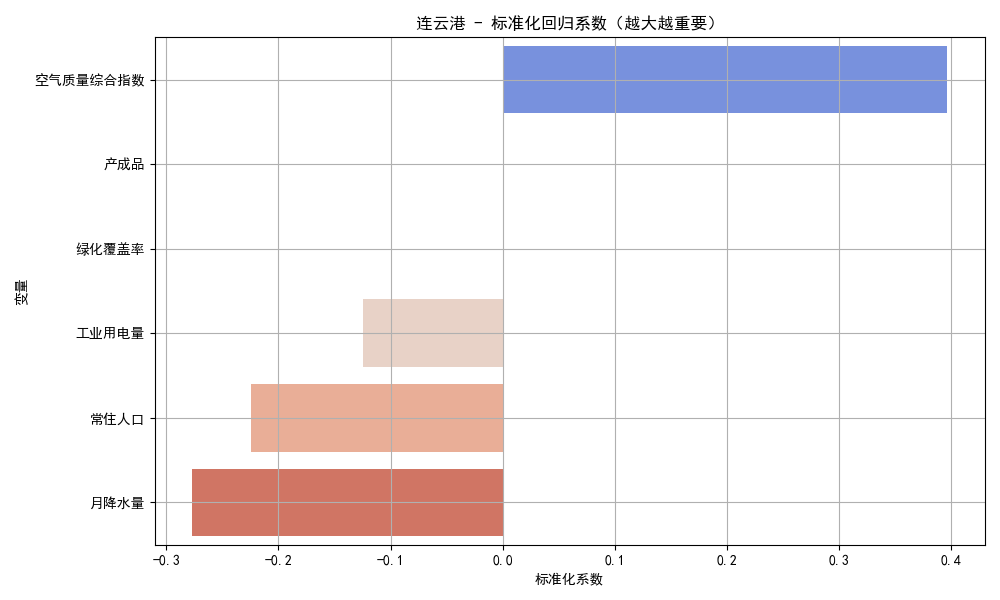 连云港 - 标准化回归系数（越大越重要）
空气质量综合指数
产成品
绿化覆盖率
变量
工业用电量
常住人口
月降水量
-0.3 -0.2 -0.1 0.0 0.1 0.2 0.3 0.4
标准化系数